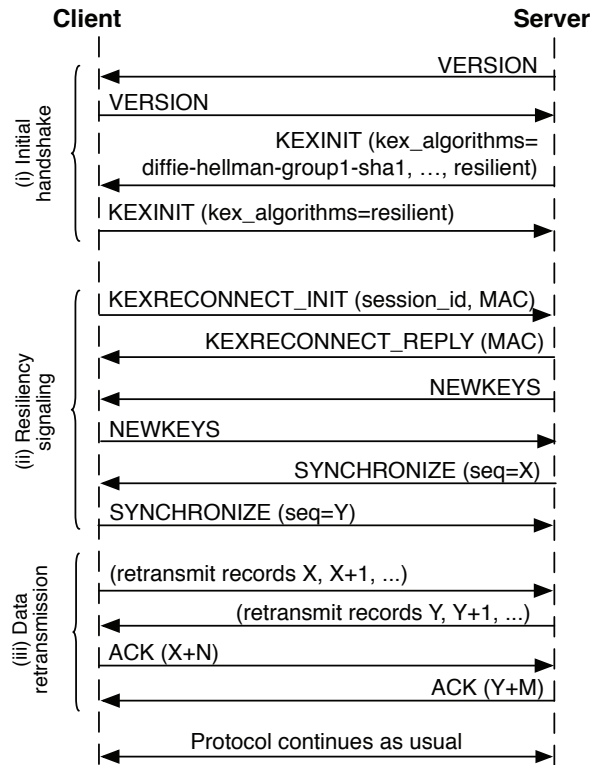 Client
Server
VERSION
VERSION
KEXINIT (kex_algorithms=
diffie-hellman-group1-sha1, …, resilient)
KEXINIT (kex_algorithms=resilient)
(i) Initial
handshake
KEXRECONNECT_INIT (session_id, MAC)
KEXRECONNECT_REPLY (MAC)
NEWKEYS
NEWKEYS
SYNCHRONIZE (seq=X)
SYNCHRONIZE (seq=Y)
(ii) Resiliency
signaling
(retransmit records X, X+1, ...)
(retransmit records Y, Y+1, ...)
ACK (X+N)
ACK (Y+M)
(iii) Data
retransmission
Protocol continues as usual